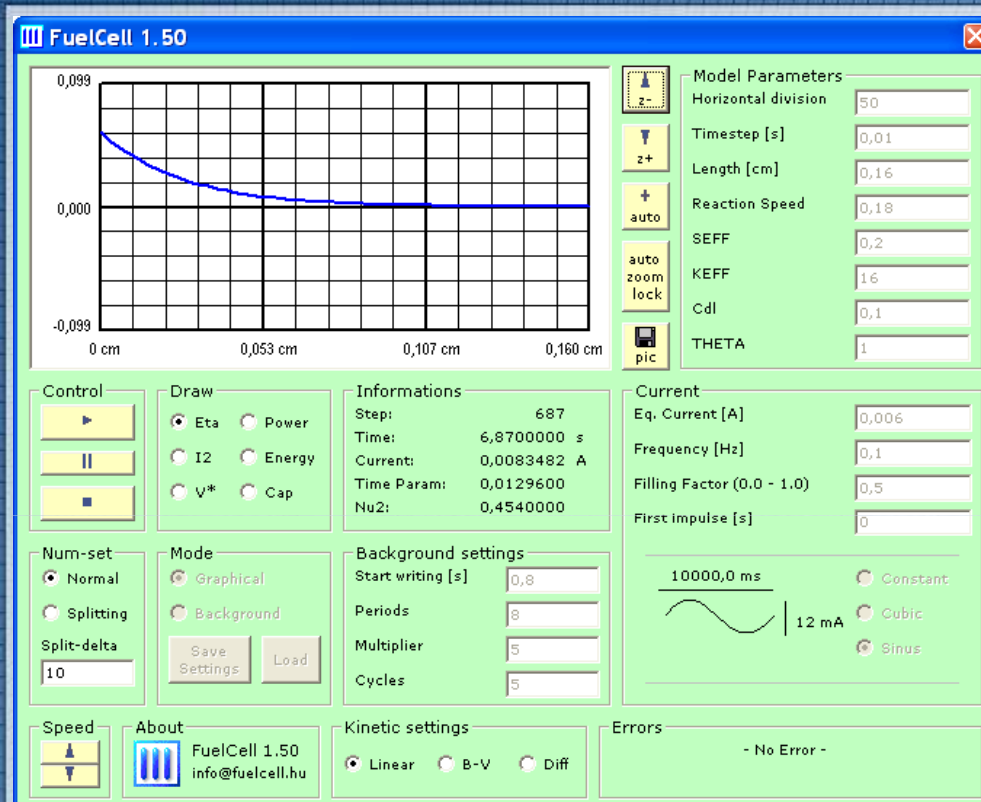 FuelCell 1.50
0,099
0,000
-0,099
0 cm
0,053 cm
0,107 cm
0,160 cm
z-
z+
auto
auto
zoom
lock
pic
Model Parameters
Horizontal division 50
Timestep [s] 0,01
Length [cm] 0,16
Reaction Speed 0,18
SEFF 0,2
KEFF 16
Cdl 0,1
THETA 1
Control
Draw
Eta Power
I2 Energy
V* Cap
Informations
Step: 687
Time: 6,8700000 s
Current: 0,0083482 A
Time Param: 0,0129600
Nu2: 0,4540000
Current
Eq. Current [A] 0,006
Frequency [Hz] 0,1
Filling Factor (0.0 - 1.0) 0,5
First impulse [s] 0
10000,0 ms
12 mA
Constant
Cubic
Sinus
Num-set
Normal
Splitting
Split-delta
10
Mode
Graphical
Background
Save
Settings
Load
Background settings
Start writing [s] 0,8
Periods 8
Multiplier 5
Cycles 5
Speed
About
FuelCell 1.50
info@fuelcell.hu
Kinetic settings
Linear B-V Diff
Errors
- No Error -